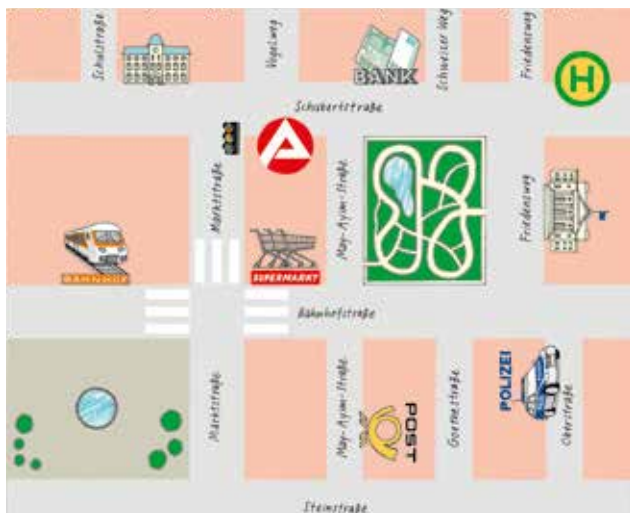 Schulstraße
Vogelweg
BANK
Schweizer Weg
Friedensweg
H
Schubertstraße
A
Marktstraße
May-Ayim-Straße
Friedensweg
BAHNHOF
SUPERMARKT
Bahnhofstraße
Marktstraße
May-Ayim-Straße
POST
Goethestraße
POLIZEI
Oberstraße
Steinstraße